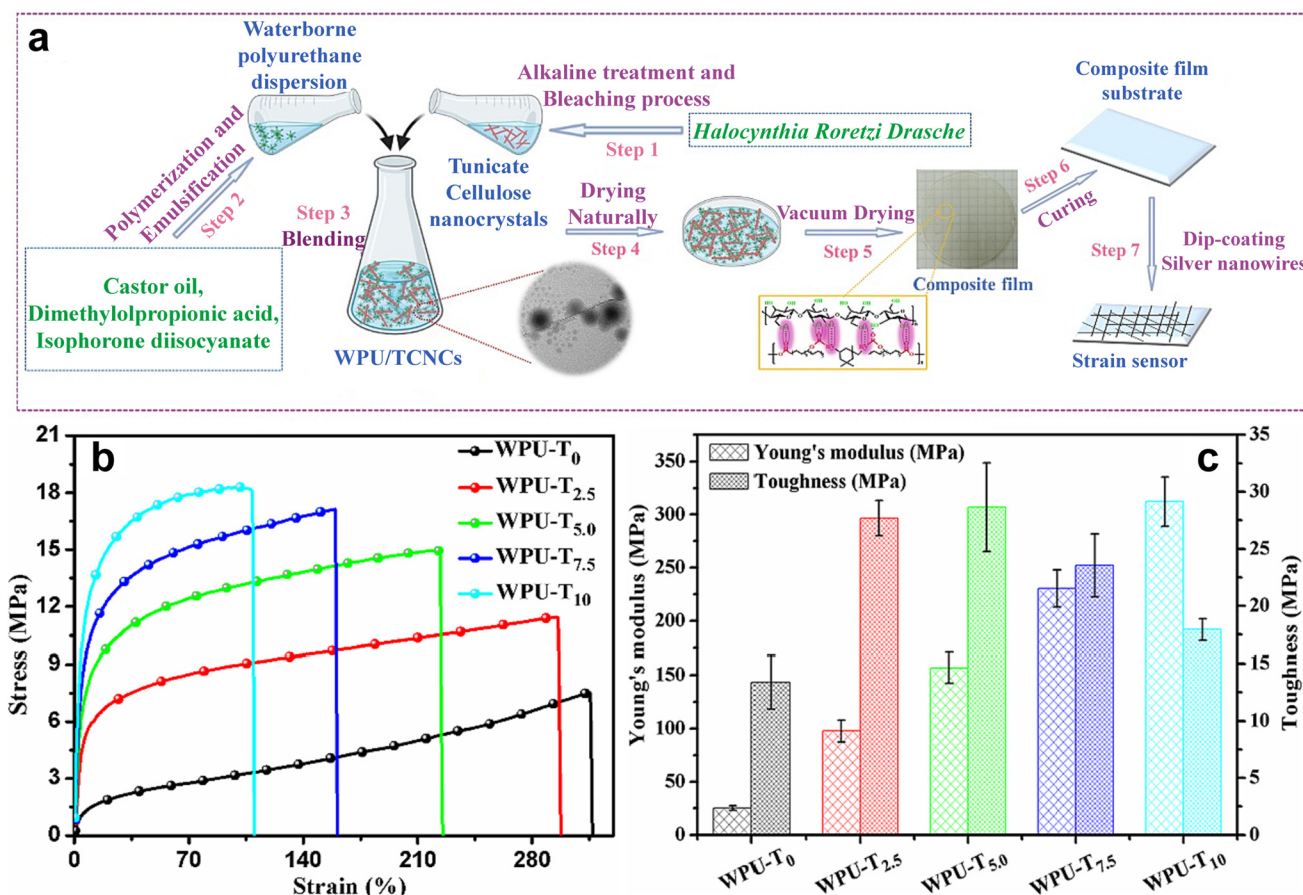 a
Waterborne
polyurethane
dispersion
Polymerization and
Emulsification
Step 2
Castor oil,
Dimethylolpropionic acid,
Isophorone diisocyanate
Step 3
Blending
WPU/TCNCs
Alkaline treatment and
Bleaching process
Step 1
Halocynthia Roretzi Drasche
Tunicate
Cellulose
nanocrystals
Drying
Naturally
Step 4
Vacuum Drying
Step 5
Composite film
Step 6
Curing
Composite film
substrate
Step 7
Dip-coating
Silver nanowires
Strain sensor
b
Stress (MPa)
21
18
15
12
9
6
3
0
0 70 140 210 280
Strain (%)
WPU-T0
WPU-T2.5
WPU-T5.0
WPU-T7.5
WPU-T10
c
Young's modulus (MPa)
350
300
250
200
150
100
50
25
0
Young's modulus (MPa)
Toughness (MPa)
35
30
25
20
15
10
5
0
Toughness (MPa)
WPU-T0 WPU-T2.5 WPU-T5.0 WPU-T7.5 WPU-T10